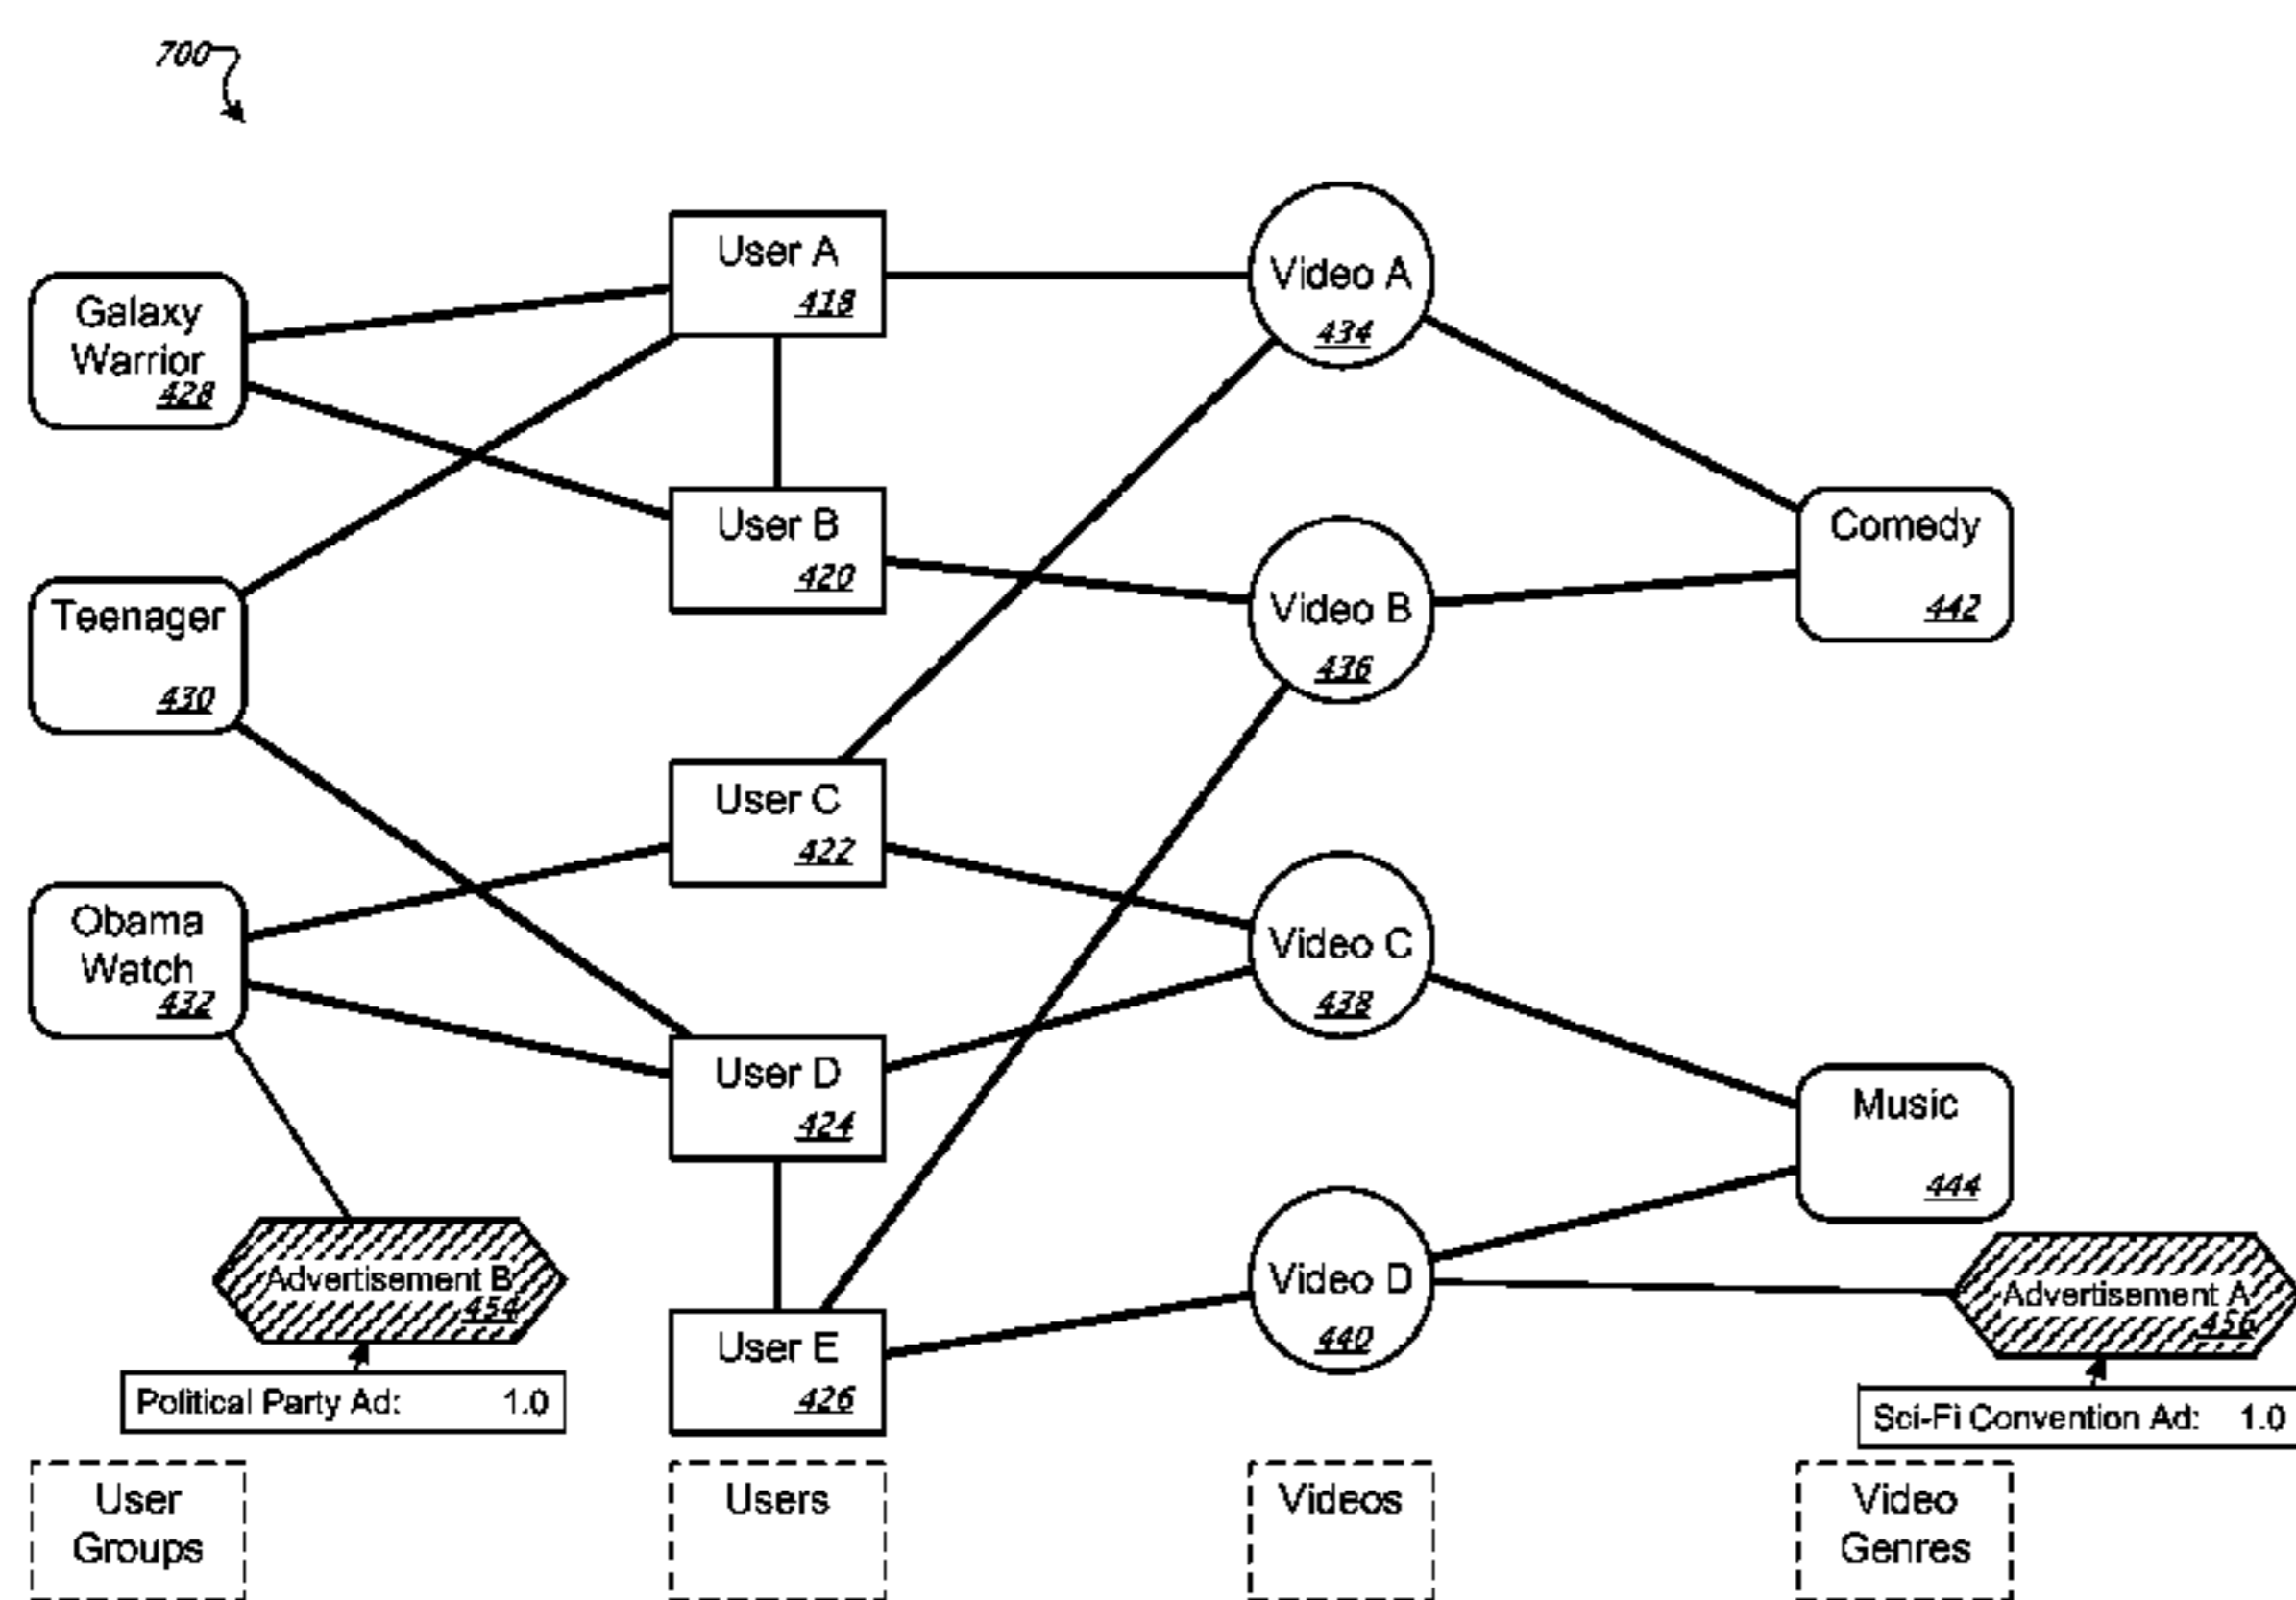 700
User A
418
Video A
434
Galaxy
Warrior
428
User B
420
Video B
436
Comedy
442
Teenager
430
User C
422
Video C
438
Obama
Watch
432
User D
424
Music
444
Advertisement B
454
Video D
440
Advertisement A
456
User E
426
Political Party Ad: 1.0
Sci-Fi Convention Ad: 1.0
User
Groups
Users
Videos
Video
Genres